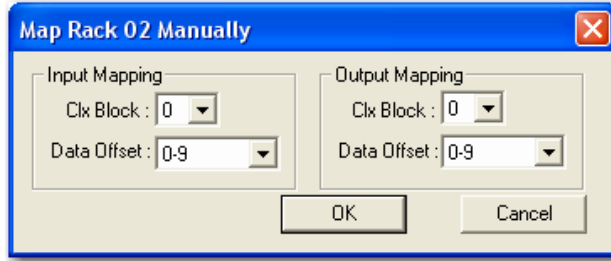 Map Rack 02 Manually
Input Mapping
Clx Block : 0
Data Offset : 0-9
Output Mapping
Clx Block : 0
Data Offset : 0-9
OK
Cancel